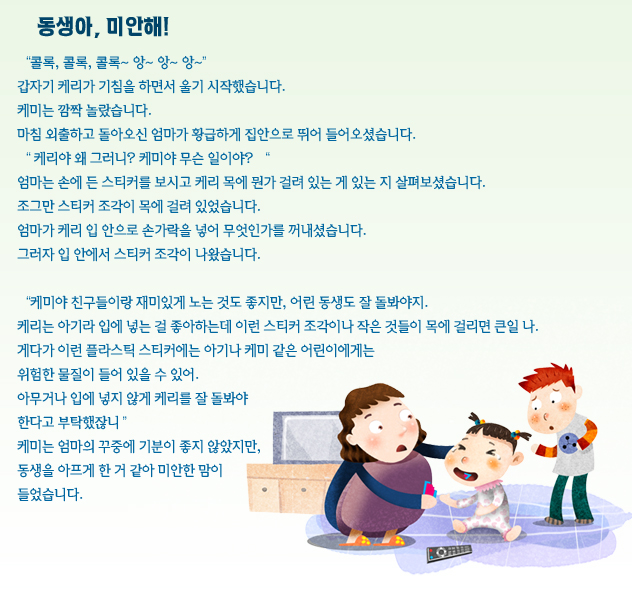 동생아, 미안해!
“콜록, 콜록, 콜록~ 앙~ 앙~ 앙~”
갑자기 케리가 기침을 하면서 울기 시작했습니다.
케미는 깜짝 놀랐습니다.
마침 외출하고 돌아오신 엄마가 황급하게 집안으로 뛰어 들어오셨습니다.
“ 케리야 왜 그러니? 케미야 무슨 일이야? “
엄마는 손에 든 스티커를 보시고 케리 목에 뭔가 걸려 있는 게 있는 지 살펴보셨습니다.
조그만 스티커 조각이 목에 걸려 있었습니다.
엄마가 케리 입 안으로 손가락을 넣어 무엇인가를 꺼내셨습니다.
그러자 입 안에서 스티커 조각이 나왔습니다.
“케미야 친구들이랑 재미있게 노는 것도 좋지만, 어린 동생도 잘 돌봐야지.
케리는 아기라 입에 넣는 걸 좋아하는데 이런 스티커 조각이나 작은 것들이 목에 걸리면 큰일 나.
게다가 이런 플라스틱 스티커에는 아기나 케미 같은 어린이에게는
위험한 물질이 들어 있을 수 있어.
아무거나 입에 넣지 않게 케리를 잘 돌봐야
한다고 부탁했잖니 ”
케미는 엄마의 꾸중에 기분이 좋지 않았지만,
동생을 아프게 한 거 같아 미안한 맘이
들었습니다.